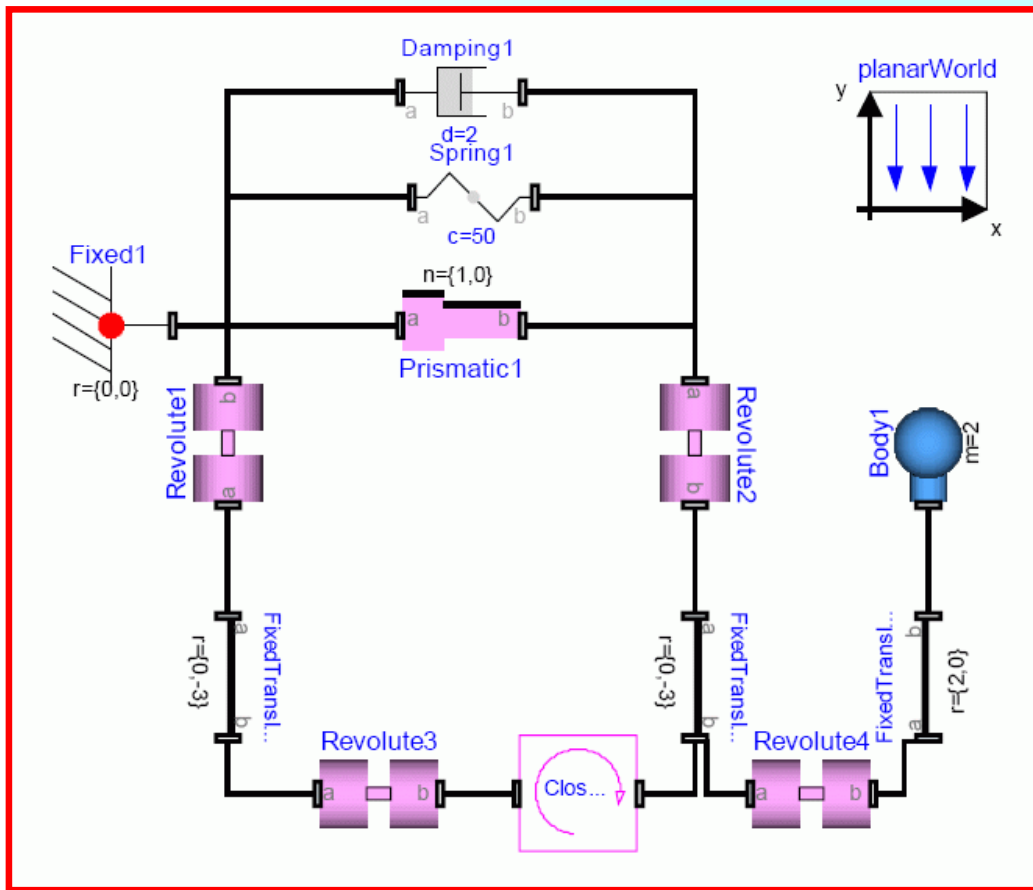 Damping1
a
b
d=2
planarWorld
y
x
Spring1
a
b
c=50
Fixed1
r={0,0}
n={1,0}
a
b
Prismatic1
b
Revolute1
a
a
Revolute2
b
Body1
m=2
a
r={0,-3}
FixedTransl...
b
a
r={0,-3}
FixedTransl...
b
b
FixedTransl...
r={2,0}
a
Revolute3
a
b
Clos...
Revolute4
a
b